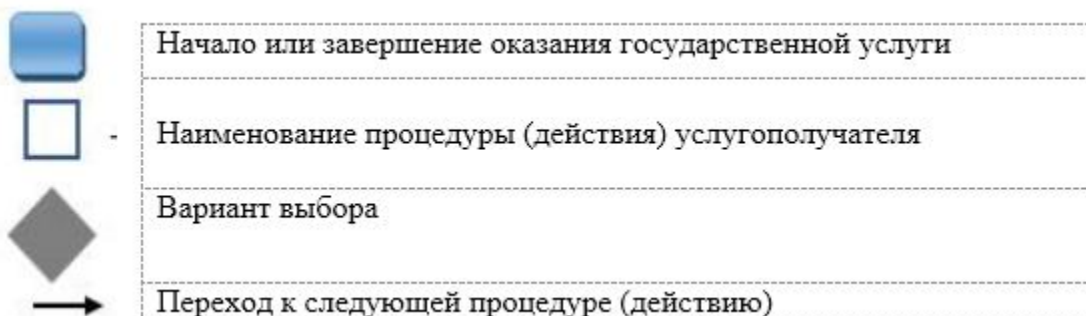 Начало или завершение оказания государственной услуги
- Наименование процедуры (действия) услугополучателя
Вариант выбора
Переход к следующей процедуре (действию)